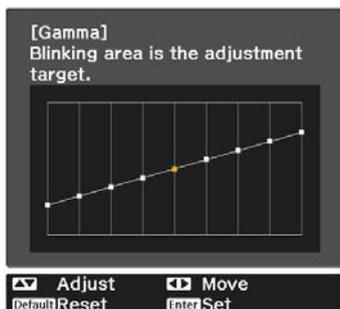 [Gamma]
Blinking area is the adjustment
target.
Adjust Move
Default Reset Enter Set